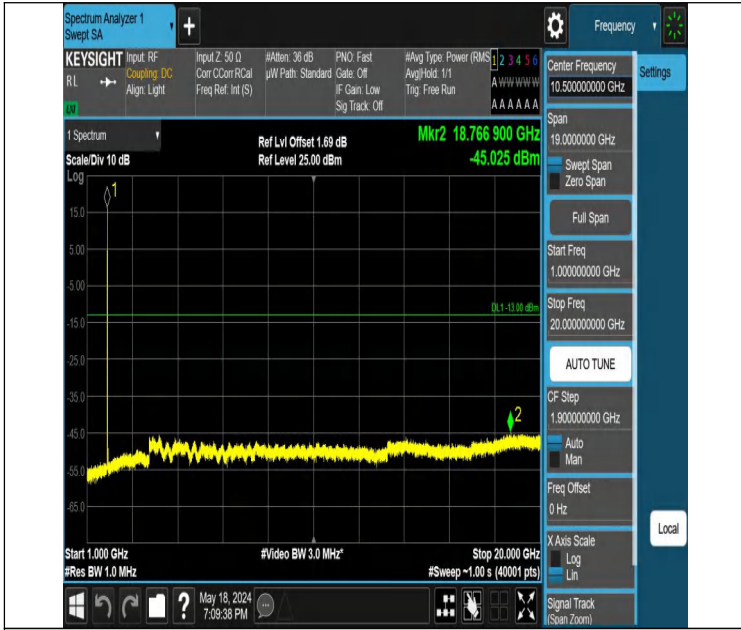 Spectrum Analyzer 1
Swept SA
+
Frequency
KEYSIGHT
RL
Input: RF
Coupling: DC
Align: Light
Input Z: 50 Ω
Corr CCorr RCal
Freq Ref: Int (S)
#Atten: 36 dB
µW Path: Standard
PNO: Fast
Gate: Off
IF Gain: Low
Sig Track: Off
#Avg Type: Power (RMS
Avg|Hold: 1/1
Trig: Free Run
1 2 3 4 5 6
A W W W W W
A A A A A A
1 Spectrum
Scale/Div 10 dB
Log
Ref Lvl Offset 1.69 dB
Ref Level 25.00 dBm
Mkr2 18.766 900 GHz
-45.025 dBm
15.0
5.00
-5.00
-15.0
-25.0
-35.0
-45.0
-55.0
-65.0
1
DL1 -13.00 dBm
2
Start 1.000 GHz
#Res BW 1.0 MHz
#Video BW 3.0 MHz*
Stop 20.000 GHz
#Sweep ~1.00 s (40001 pts)
Center Frequency
10.500000000 GHz
Settings
Span
19.0000000 GHz
Swept Span
Zero Span
Full Span
Start Freq
1.000000000 GHz
Stop Freq
20.000000000 GHz
AUTO TUNE
CF Step
1.900000000 GHz
Auto
Man
Freq Offset
0 Hz
X Axis Scale
Log
Lin
Local
Signal Track
(Span Zoom)
?
May 18, 2024
7:09:38 PM